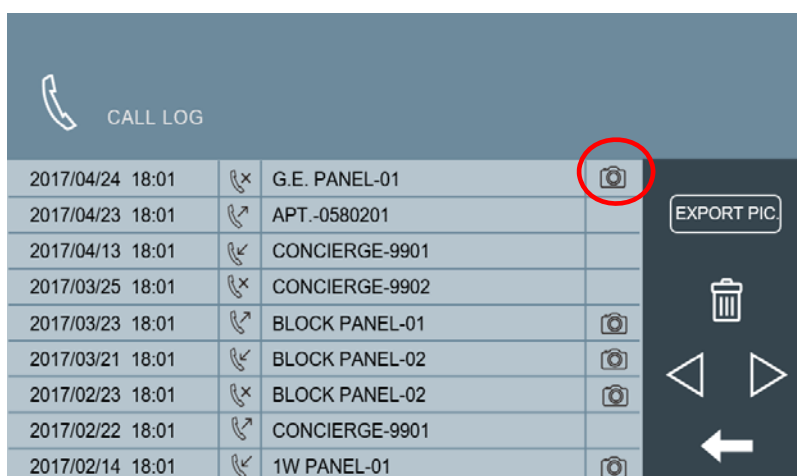 CALL LOG
2017/04/24 18:01 G.E. PANEL-01
EXPORT PIC.
2017/04/23 18:01 APT.-0580201
2017/04/13 18:01 CONCIERGE-9901
2017/03/25 18:01 CONCIERGE-9902
2017/03/23 18:01 BLOCK PANEL-01
2017/03/21 18:01 BLOCK PANEL-02
2017/02/23 18:01 BLOCK PANEL-02
2017/02/22 18:01 CONCIERGE-9901
2017/02/14 18:01 1W PANEL-01